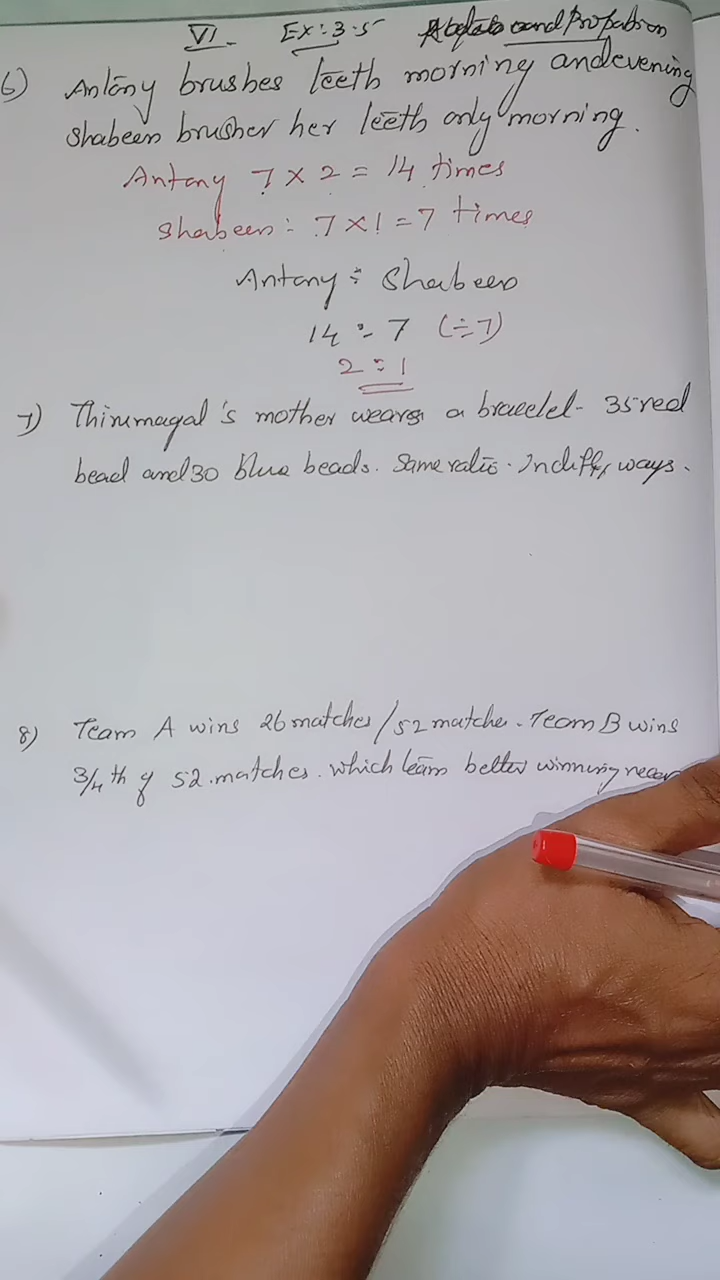 VI. Ex: 3.5 and
6) Antony brushes teeth morning and evening
Shabeen brushes her teeth only morning.
Antony 7 × 2 = 14 times
Shabeen: 7 × 1 = 7 times
Antony : Shabeen
14 : 7 (÷7)
2 : 1
7) Thirumagal's mother wears a bracelet - 35 red
bead and 30 blue beads. Same ratio. In diff, ways.
8) Team A wins 26 matches/52 matche. Team B wins
3/4 th of 52 matches. which team better winning